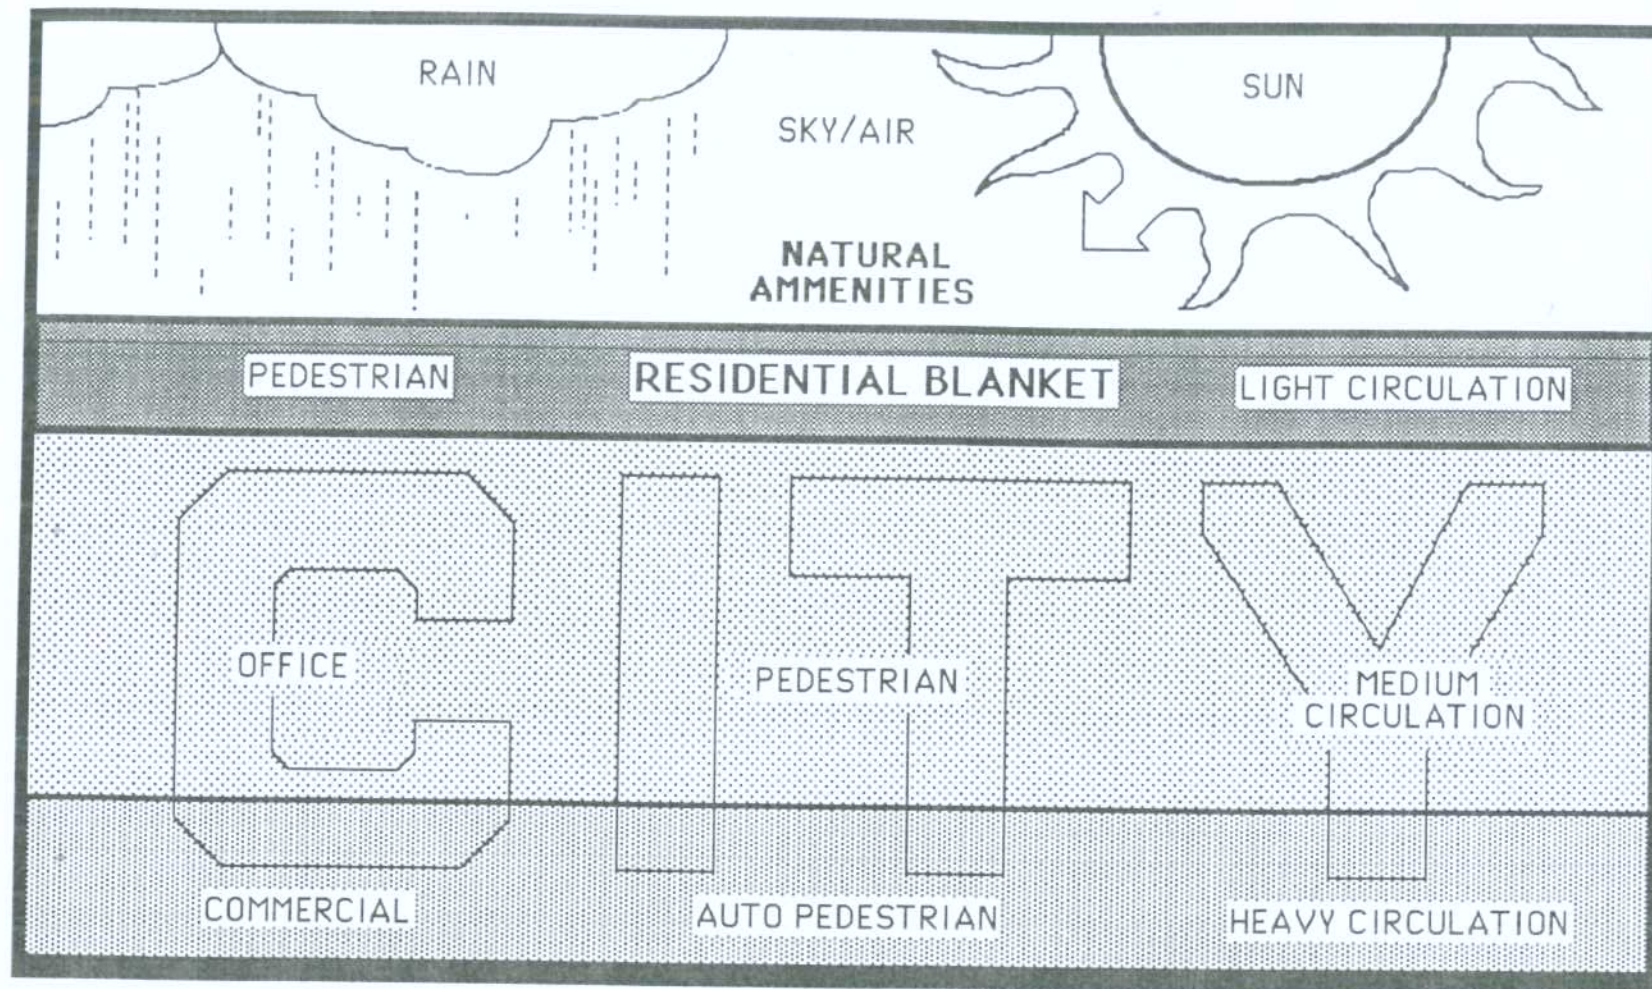 RAIN
SKY/AIR
SUN
NATURAL
AMMENITIES
PEDESTRIAN
RESIDENTIAL BLANKET
LIGHT CIRCULATION
CITY
OFFICE
PEDESTRIAN
MEDIUM
CIRCULATION
COMMERCIAL
AUTO PEDESTRIAN
HEAVY CIRCULATION